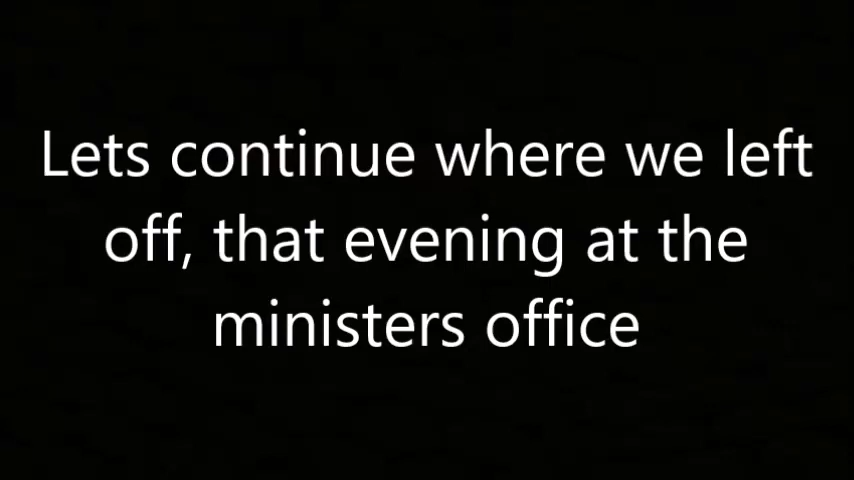 Lets continue where we left
off, that evening at the
ministers office